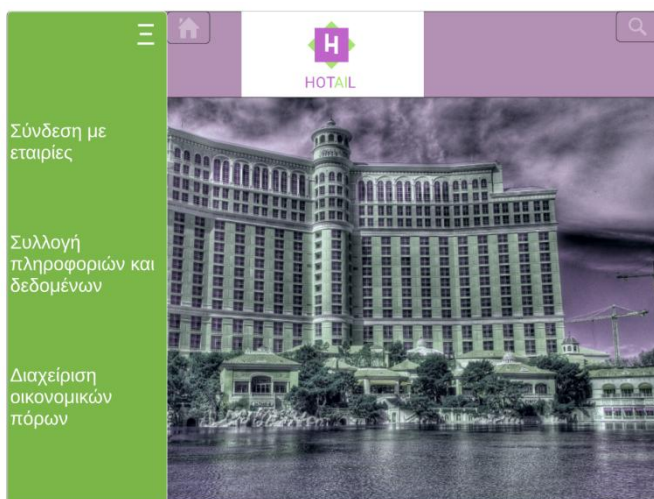 H
HOTAIL
Σύνδεση με
εταιρίες
Συλλογή
πληροφοριών και
δεδομένων
Διαχείριση
οικονομικών
πόρων